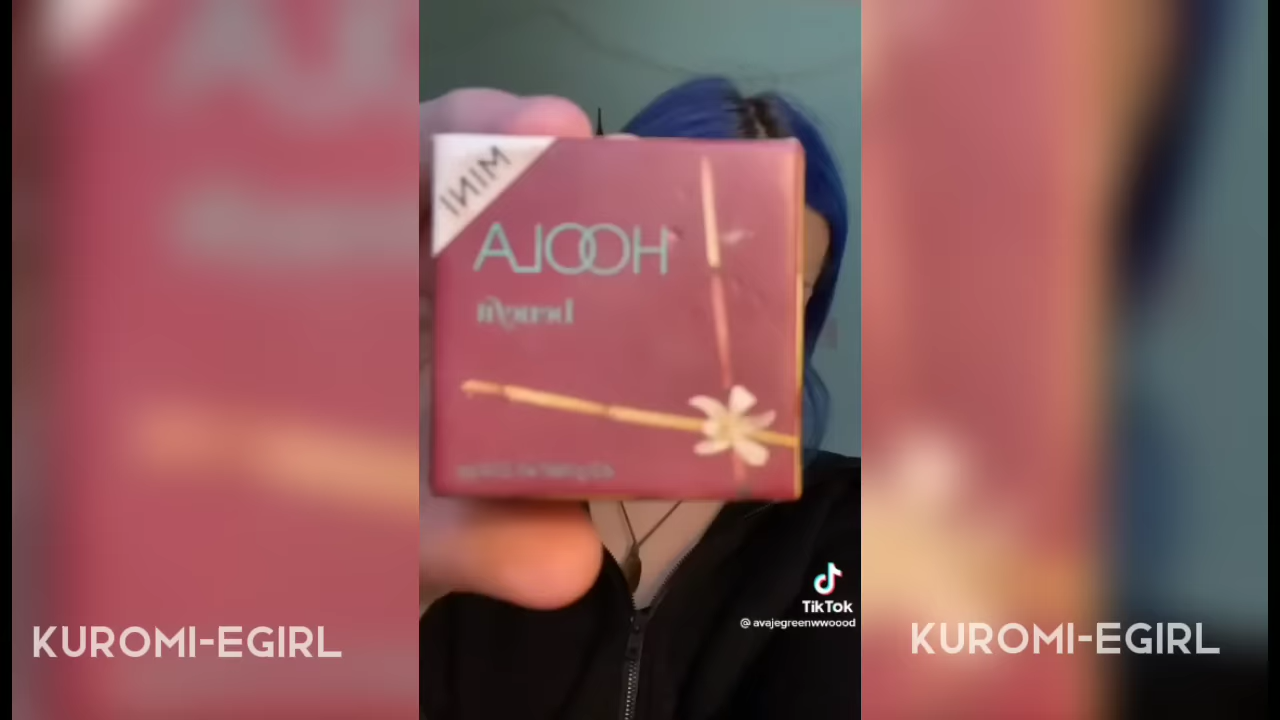 MINI
HOOLA
benefit
TikTok
@avajegreenwwoood
KUROMI-EGIRL
KUROMI-EGIRL